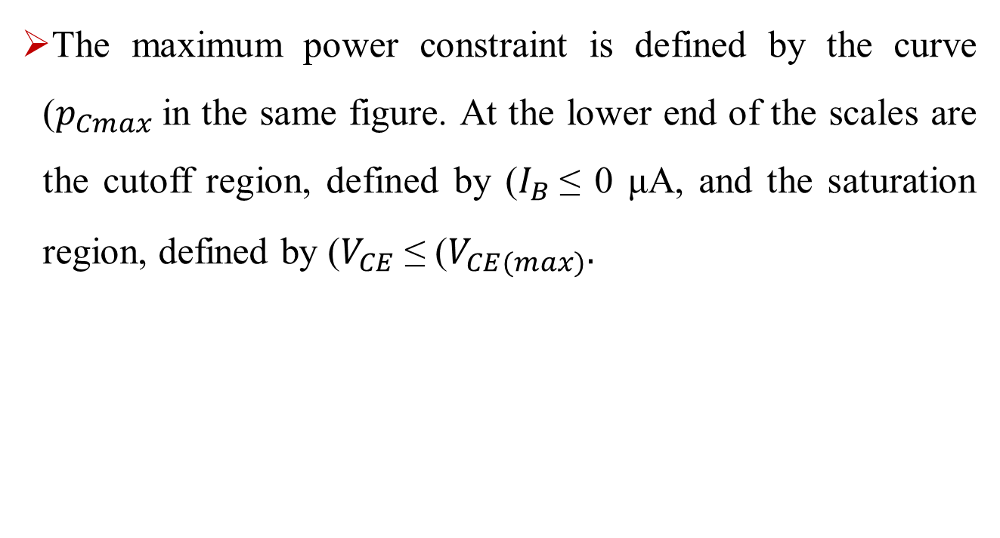 ➢The maximum power constraint is defined by the curve
(p_{Cmax} in the same figure. At the lower end of the scales are
the cutoff region, defined by (I_B ≤ 0 μA, and the saturation
region, defined by (V_{CE} ≤ (V_{CE(max)}.